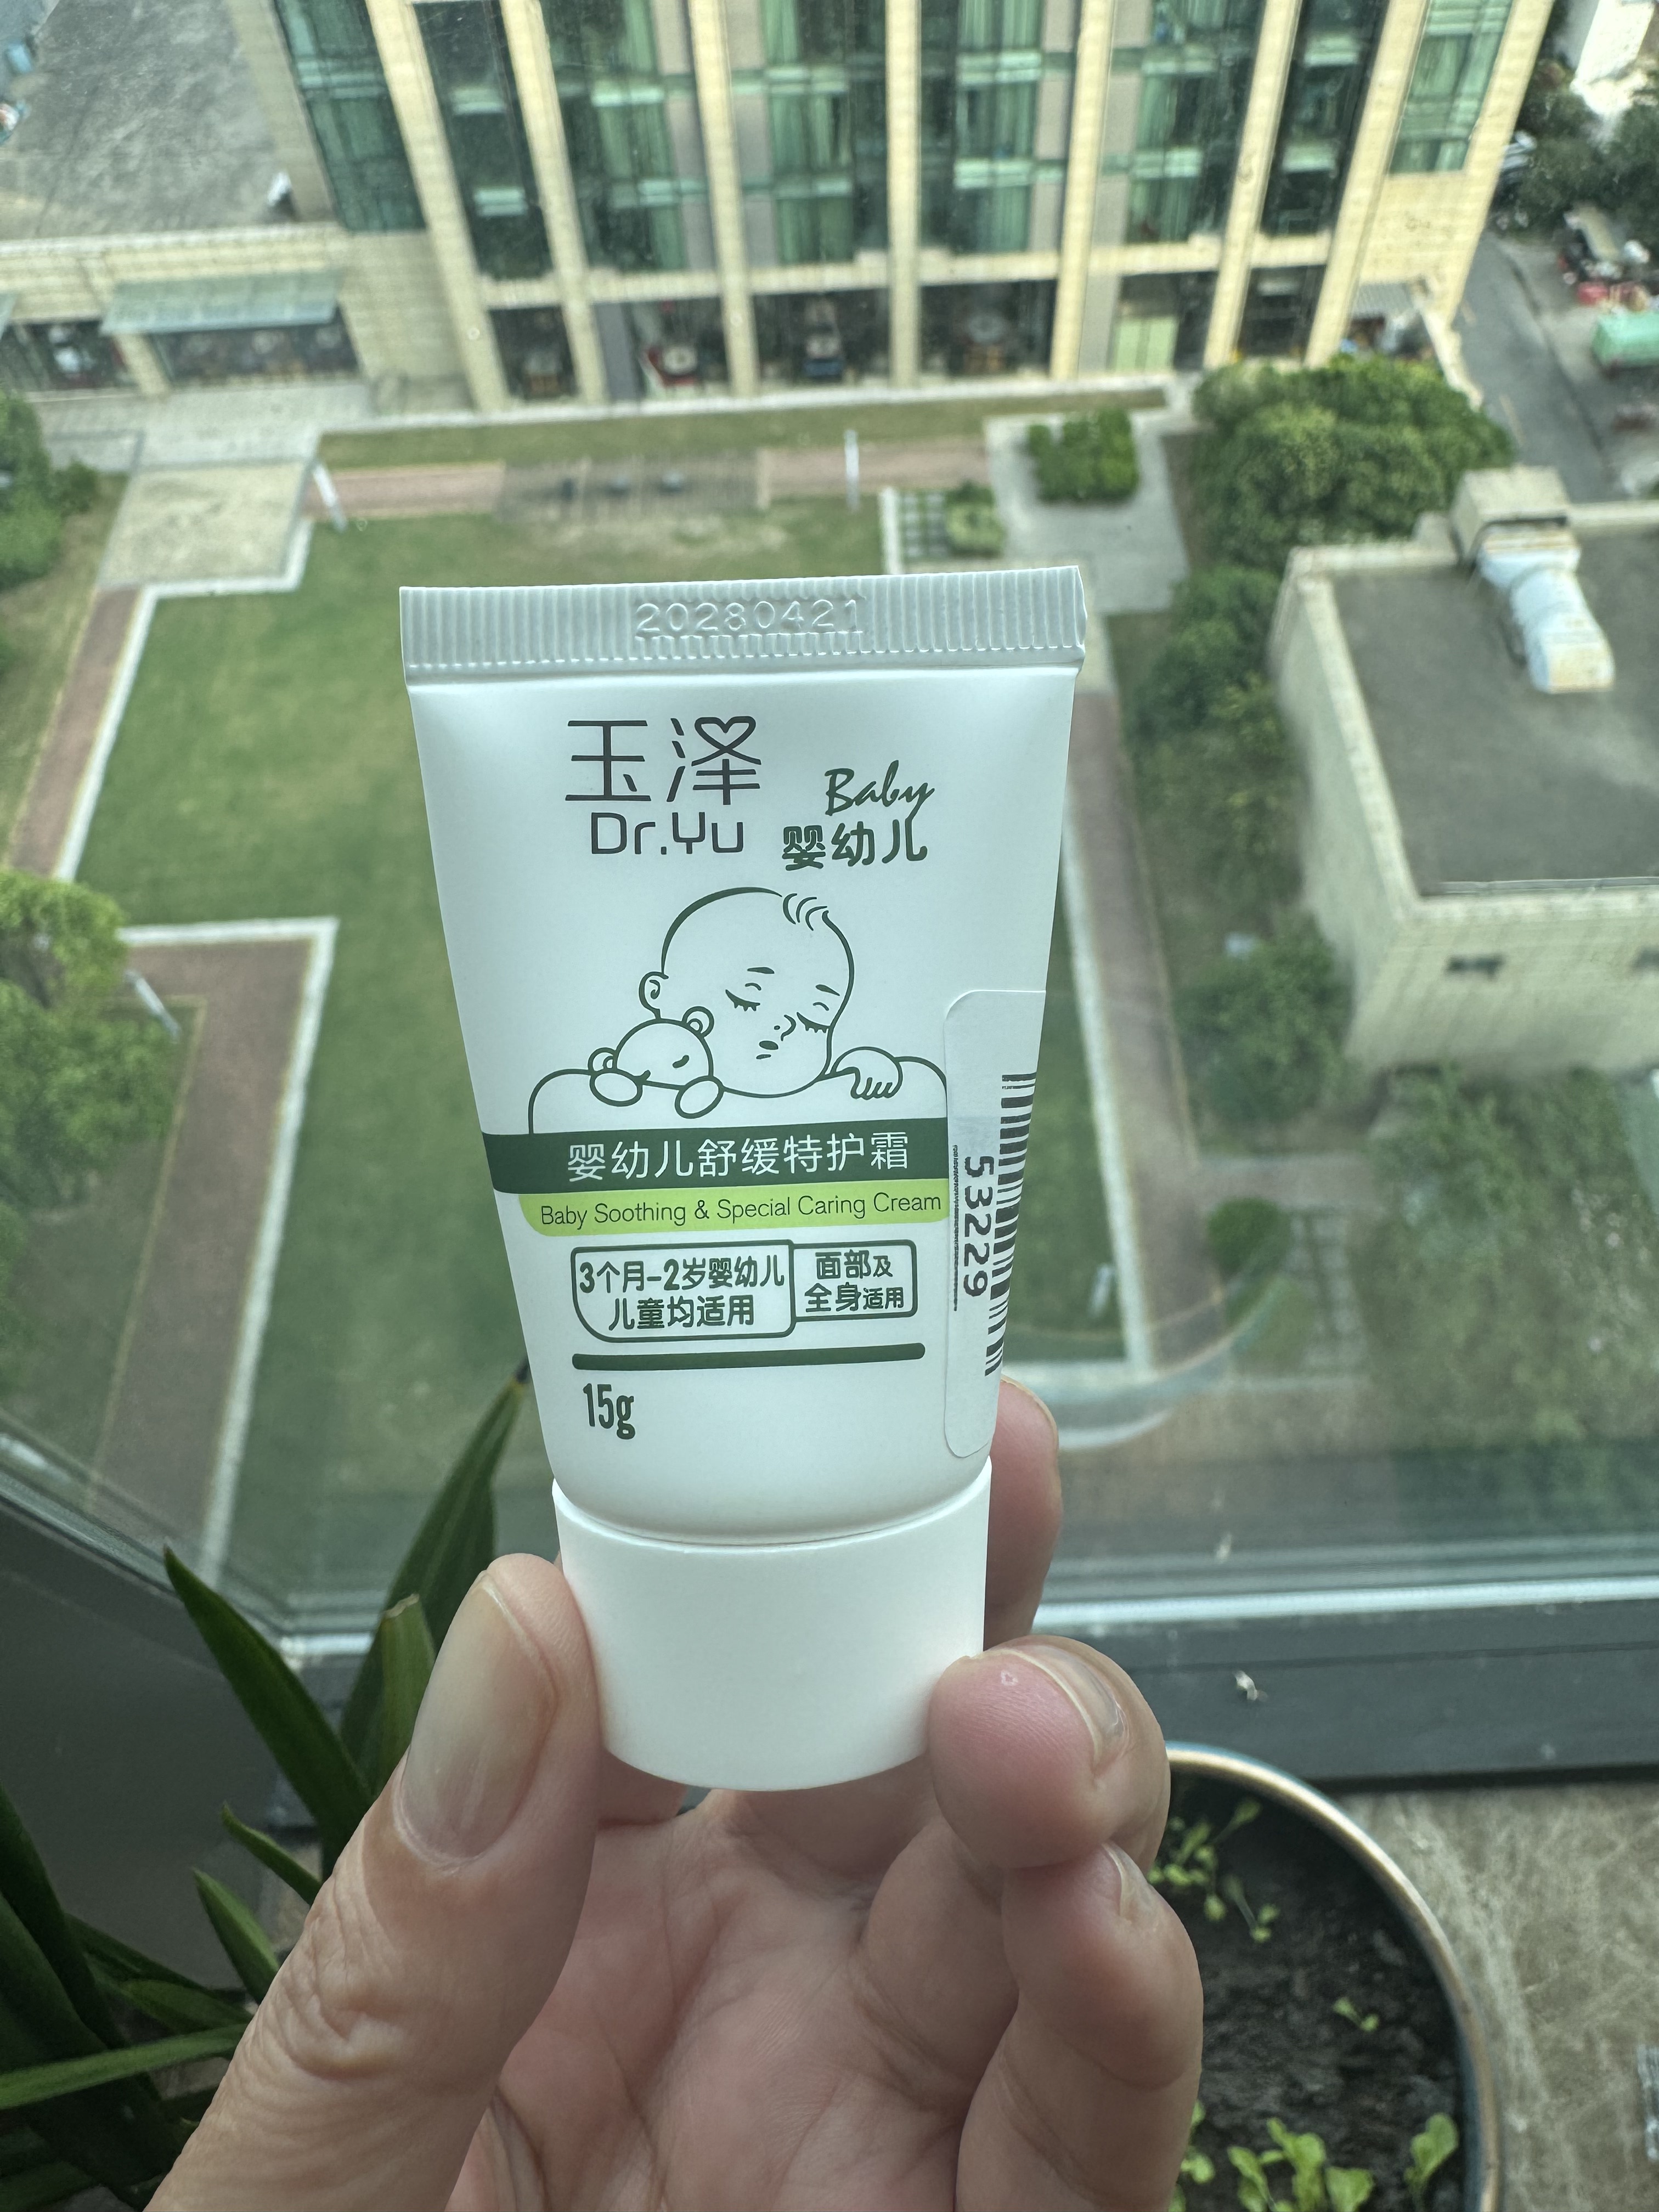 20280421
玉泽
Dr.Yu
Baby
婴幼儿
婴幼儿舒缓特护霜
Baby Soothing & Special Caring Cream
3个月-2岁婴幼儿
儿童均适用
面部及
全身适用
15g
53229